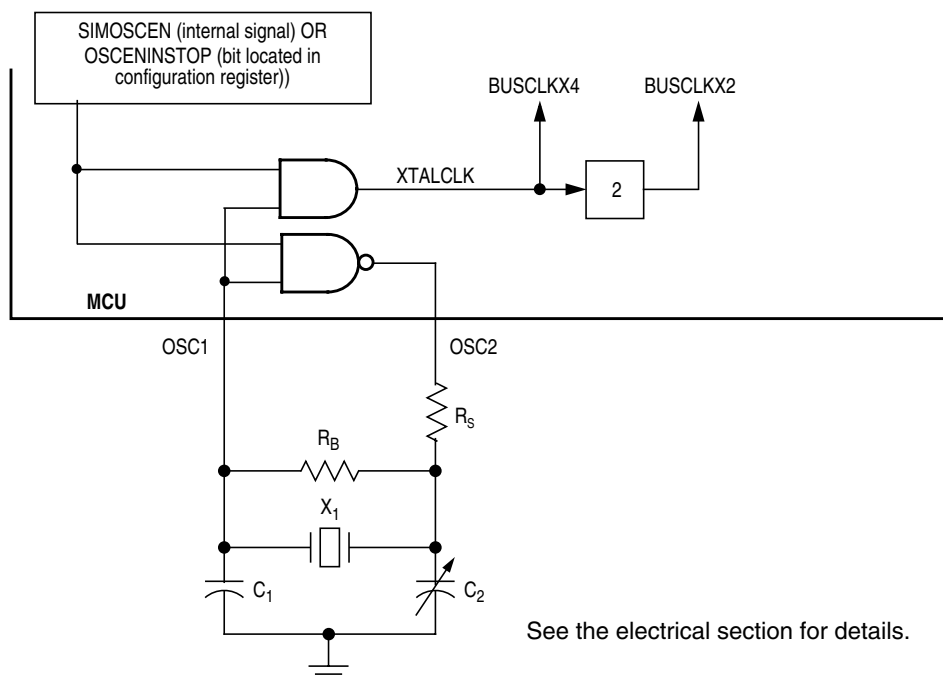 SIMOSCEN (internal signal) OR
OSCENINSTOP (bit located in
configuration register))
BUSCLKX4
BUSCLKX2
XTALCLK
2
MCU
OSC1
OSC2
RS
RB
X1
C1
C2
See the electrical section for details.